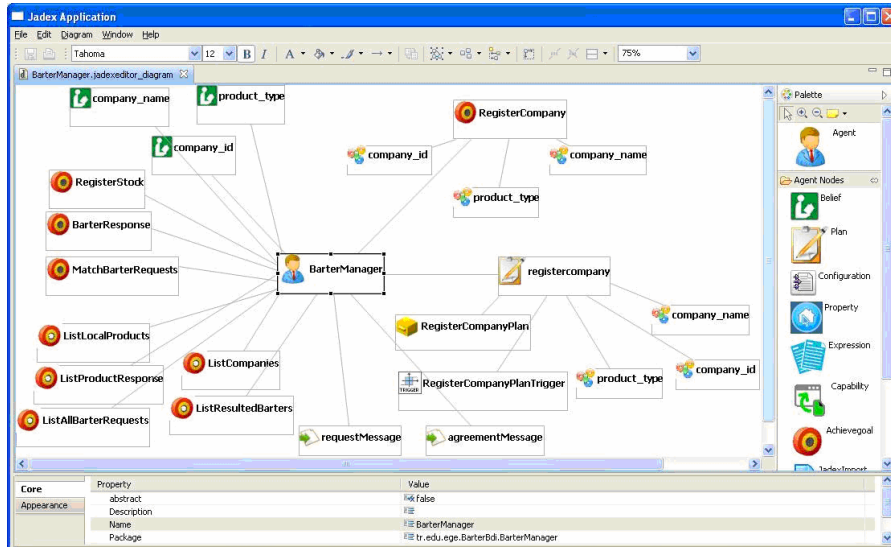 Jadex Application
File Edit Diagram Window Help
Tahoma 12 B I A 75%
BarterManager.jadexeditor_diagram
company_name
product_type
company_id
RegisterCompany
company_id
company_name
product_type
RegisterStock
BarterResponse
MatchBarterRequests
BarterManager
registercompany
company_name
RegisterCompanyPlan
ListLocalProducts
ListCompanies
ListProductResponse
TRIGGER
RegisterCompanyPlanTrigger
product_type
company_id
ListAllBarterRequests
ListResultedBarters
requestMessage
agreementMessage
Palette
Agent
Agent Nodes
Belief
Plan
Configuration
Property
Expression
Capability
Achievegoal
JadexImport
Core
Appearance
Property Value
abstract false
Description
Name BarterManager
Package tr.edu.ege.BarterBdi.BarterManager